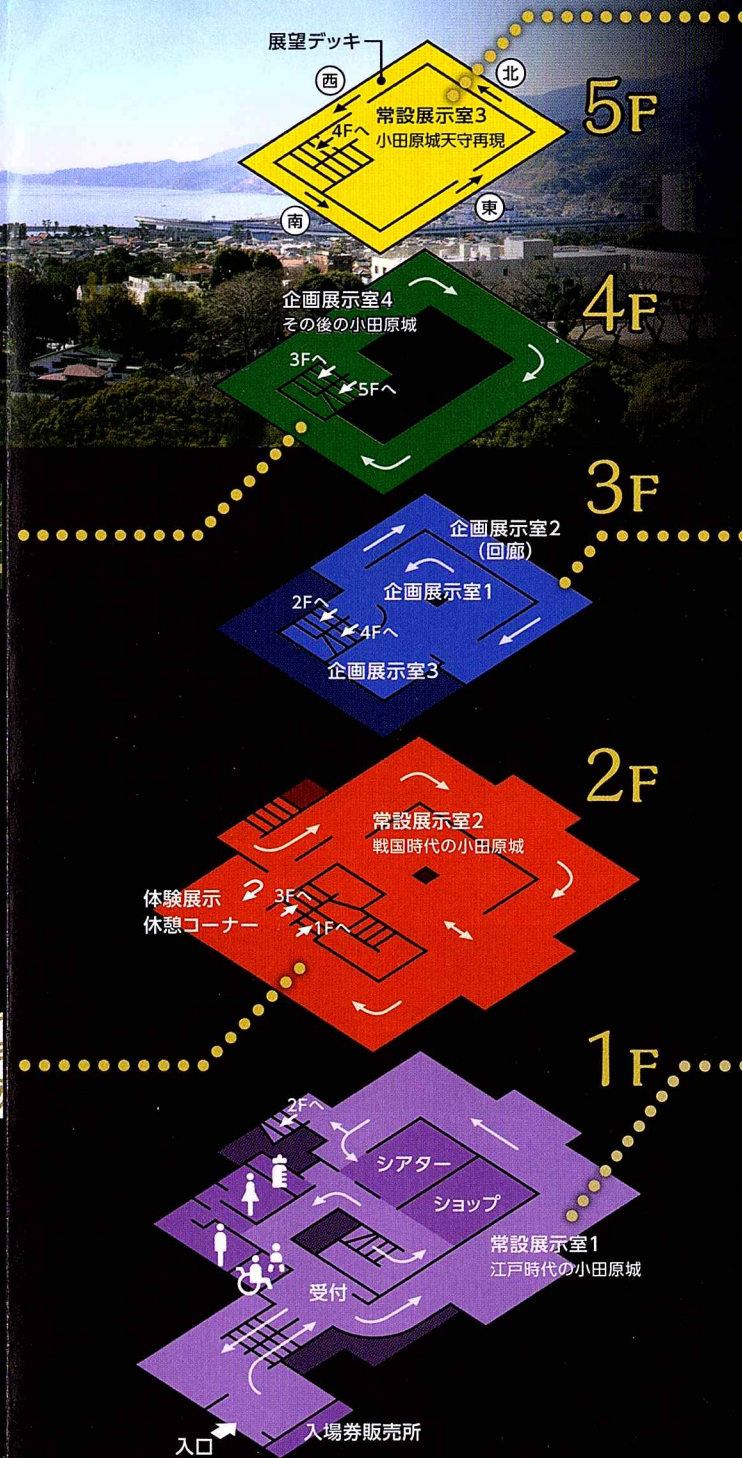 展望デッキ
西
北
5F
常設展示室3
4Fへ
小田原城天守再現
南
東
企画展示室4
その後の小田原城
4F
3Fへ
5Fへ
3F
企画展示室2
(回廊)
企画展示室1
2Fへ
4Fへ
企画展示室3
2F
常設展示室2
戦国時代の小田原城
体験展示
休憩コーナー
3Fへ
1Fへ
1F
2Fへ
シアター
ショップ
常設展示室1
江戸時代の小田原城
受付
入場券販売所
入口